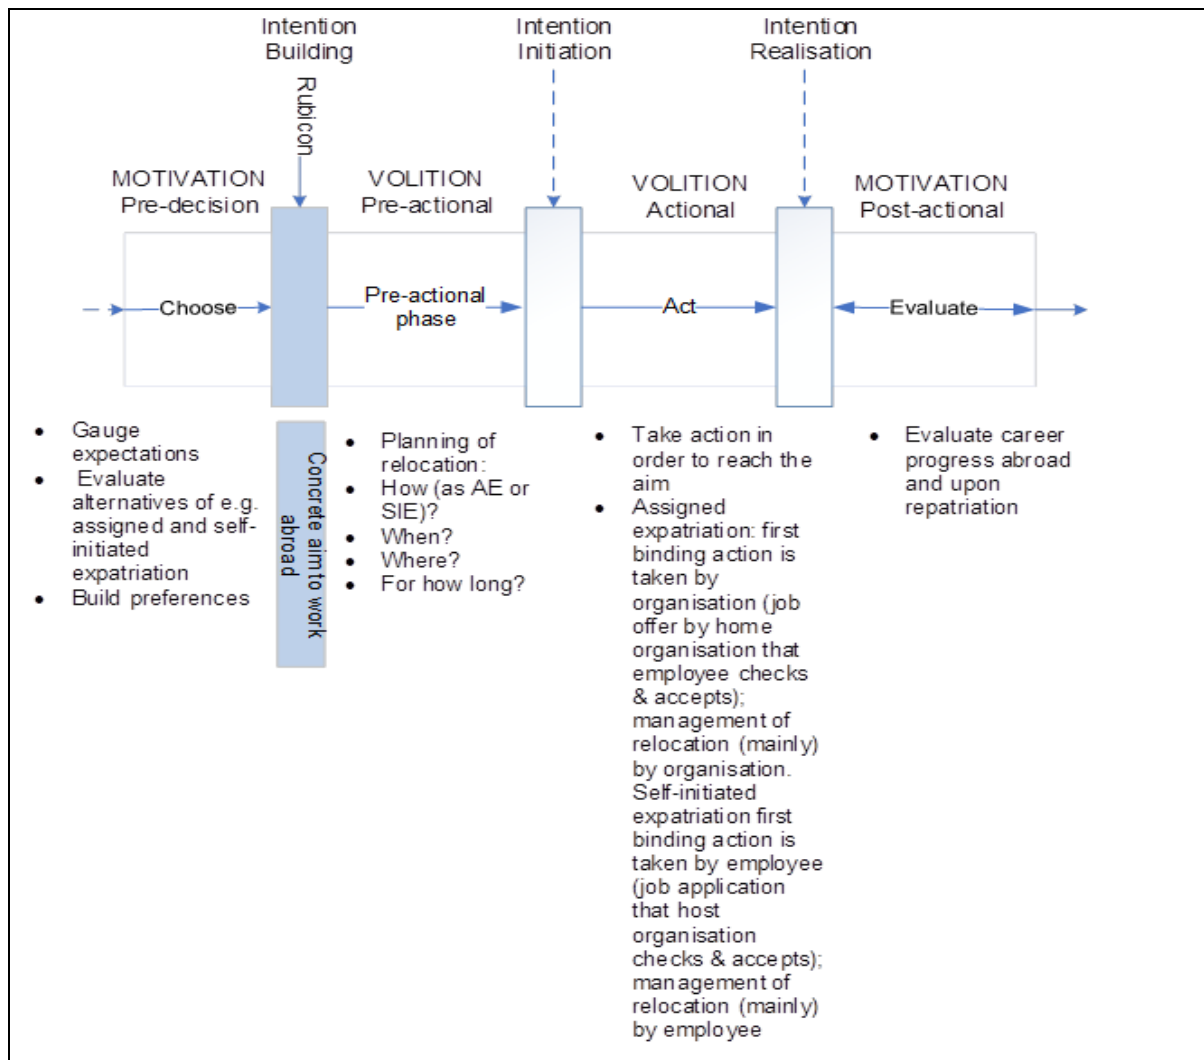 Intention
Building
Intention
Initiation
Intention
Realisation
Rubicon
MOTIVATION
Pre-decision
VOLITION
Pre-actional
VOLITION
Actional
MOTIVATION
Post-actional
Choose
Pre-actional
phase
Act
Evaluate
• Gauge
expectations
• Evaluate
alternatives of e.g.
assigned and self-
initiated
expatriation
• Build preferences
Concrete aim to work
abroad
• Planning of
relocation:
• How (as AE or
SIE)?
• When?
• Where?
• For how long?
• Take action in
order to reach the
aim
• Assigned
expatriation: first
binding action is
taken by
organisation (job
offer by home
organisation that
employee checks
& accepts);
management of
relocation (mainly)
by organisation.
Self-initiated
expatriation first
binding action is
taken by employee
(job application
that host
organisation
checks & accepts);
management of
relocation (mainly)
by employee
• Evaluate career
progress abroad
and upon
repatriation